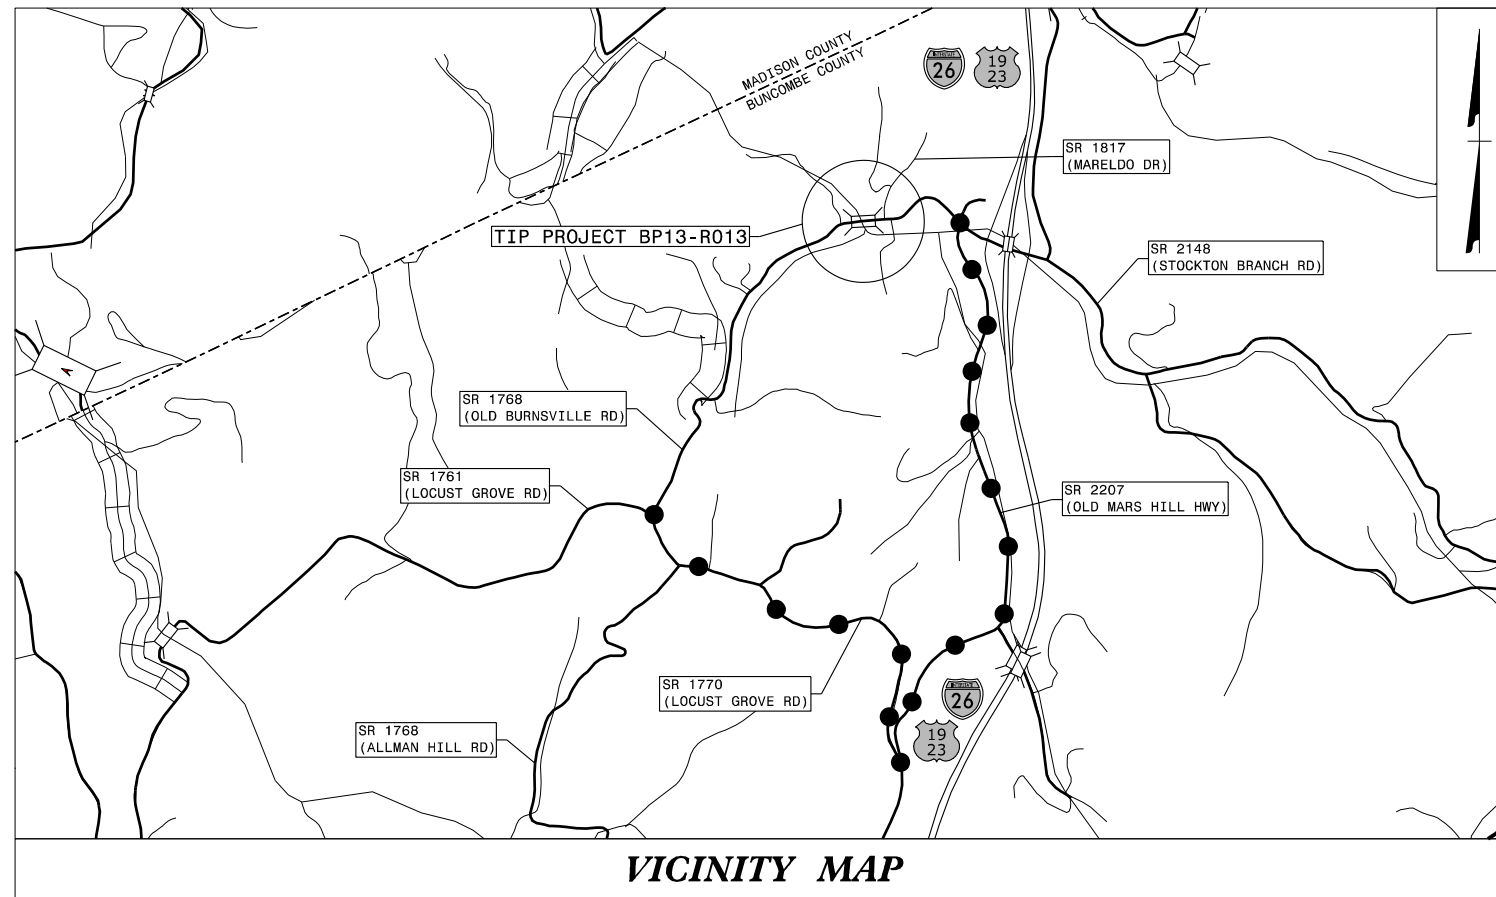 MADISON COUNTY
BUNCOMBE COUNTY
26
19
23
SR 1817
(MARELDO DR)
TIP PROJECT BP13-R013
SR 2148
(STOCKTON BRANCH RD)
SR 1768
(OLD BURNSVILLE RD)
SR 1761
(LOCUST GROVE RD)
SR 2207
(OLD MARS HILL HWY)
SR 1770
(LOCUST GROVE RD)
26
19
23
SR 1768
(ALLMAN HILL RD)
VICINITY MAP